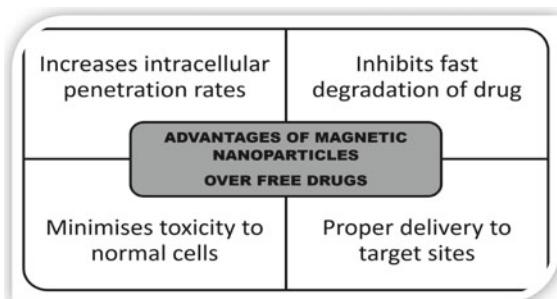 Increases intracellular
penetration rates
Inhibits fast
degradation of drug
ADVANTAGES OF MAGNETIC
NANOPARTICLES
OVER FREE DRUGS
Minimises toxicity to
normal cells
Proper delivery to
target sites